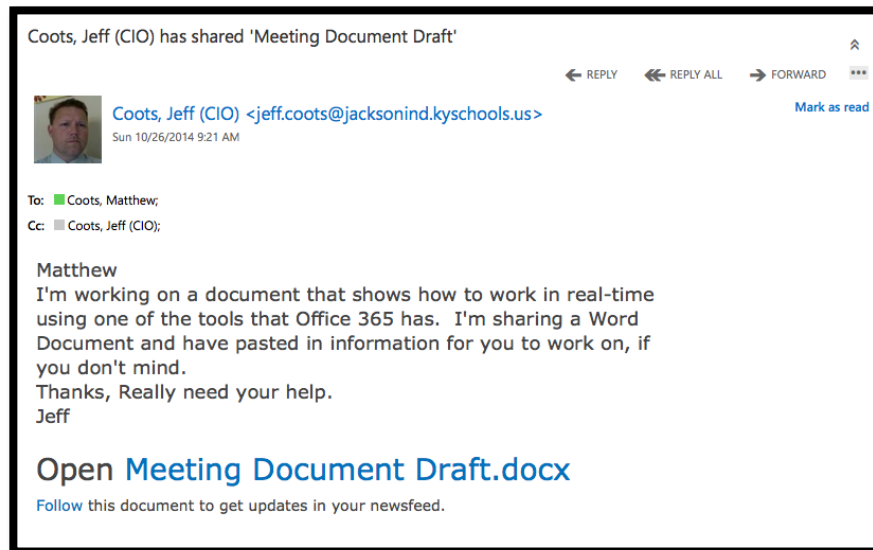 Coots, Jeff (CIO) has shared 'Meeting Document Draft'
REPLY REPLY ALL FORWARD
Coots, Jeff (CIO) <jeff.coots@jacksonind.kyschools.us>
Mark as read
Sun 10/26/2014 9:21 AM
To: Coots, Matthew;
Cc: Coots, Jeff (CIO);
Matthew
I'm working on a document that shows how to work in real-time
using one of the tools that Office 365 has. I'm sharing a Word
Document and have pasted in information for you to work on, if
you don't mind.
Thanks, Really need your help.
Jeff
Open Meeting Document Draft.docx
Follow this document to get updates in your newsfeed.